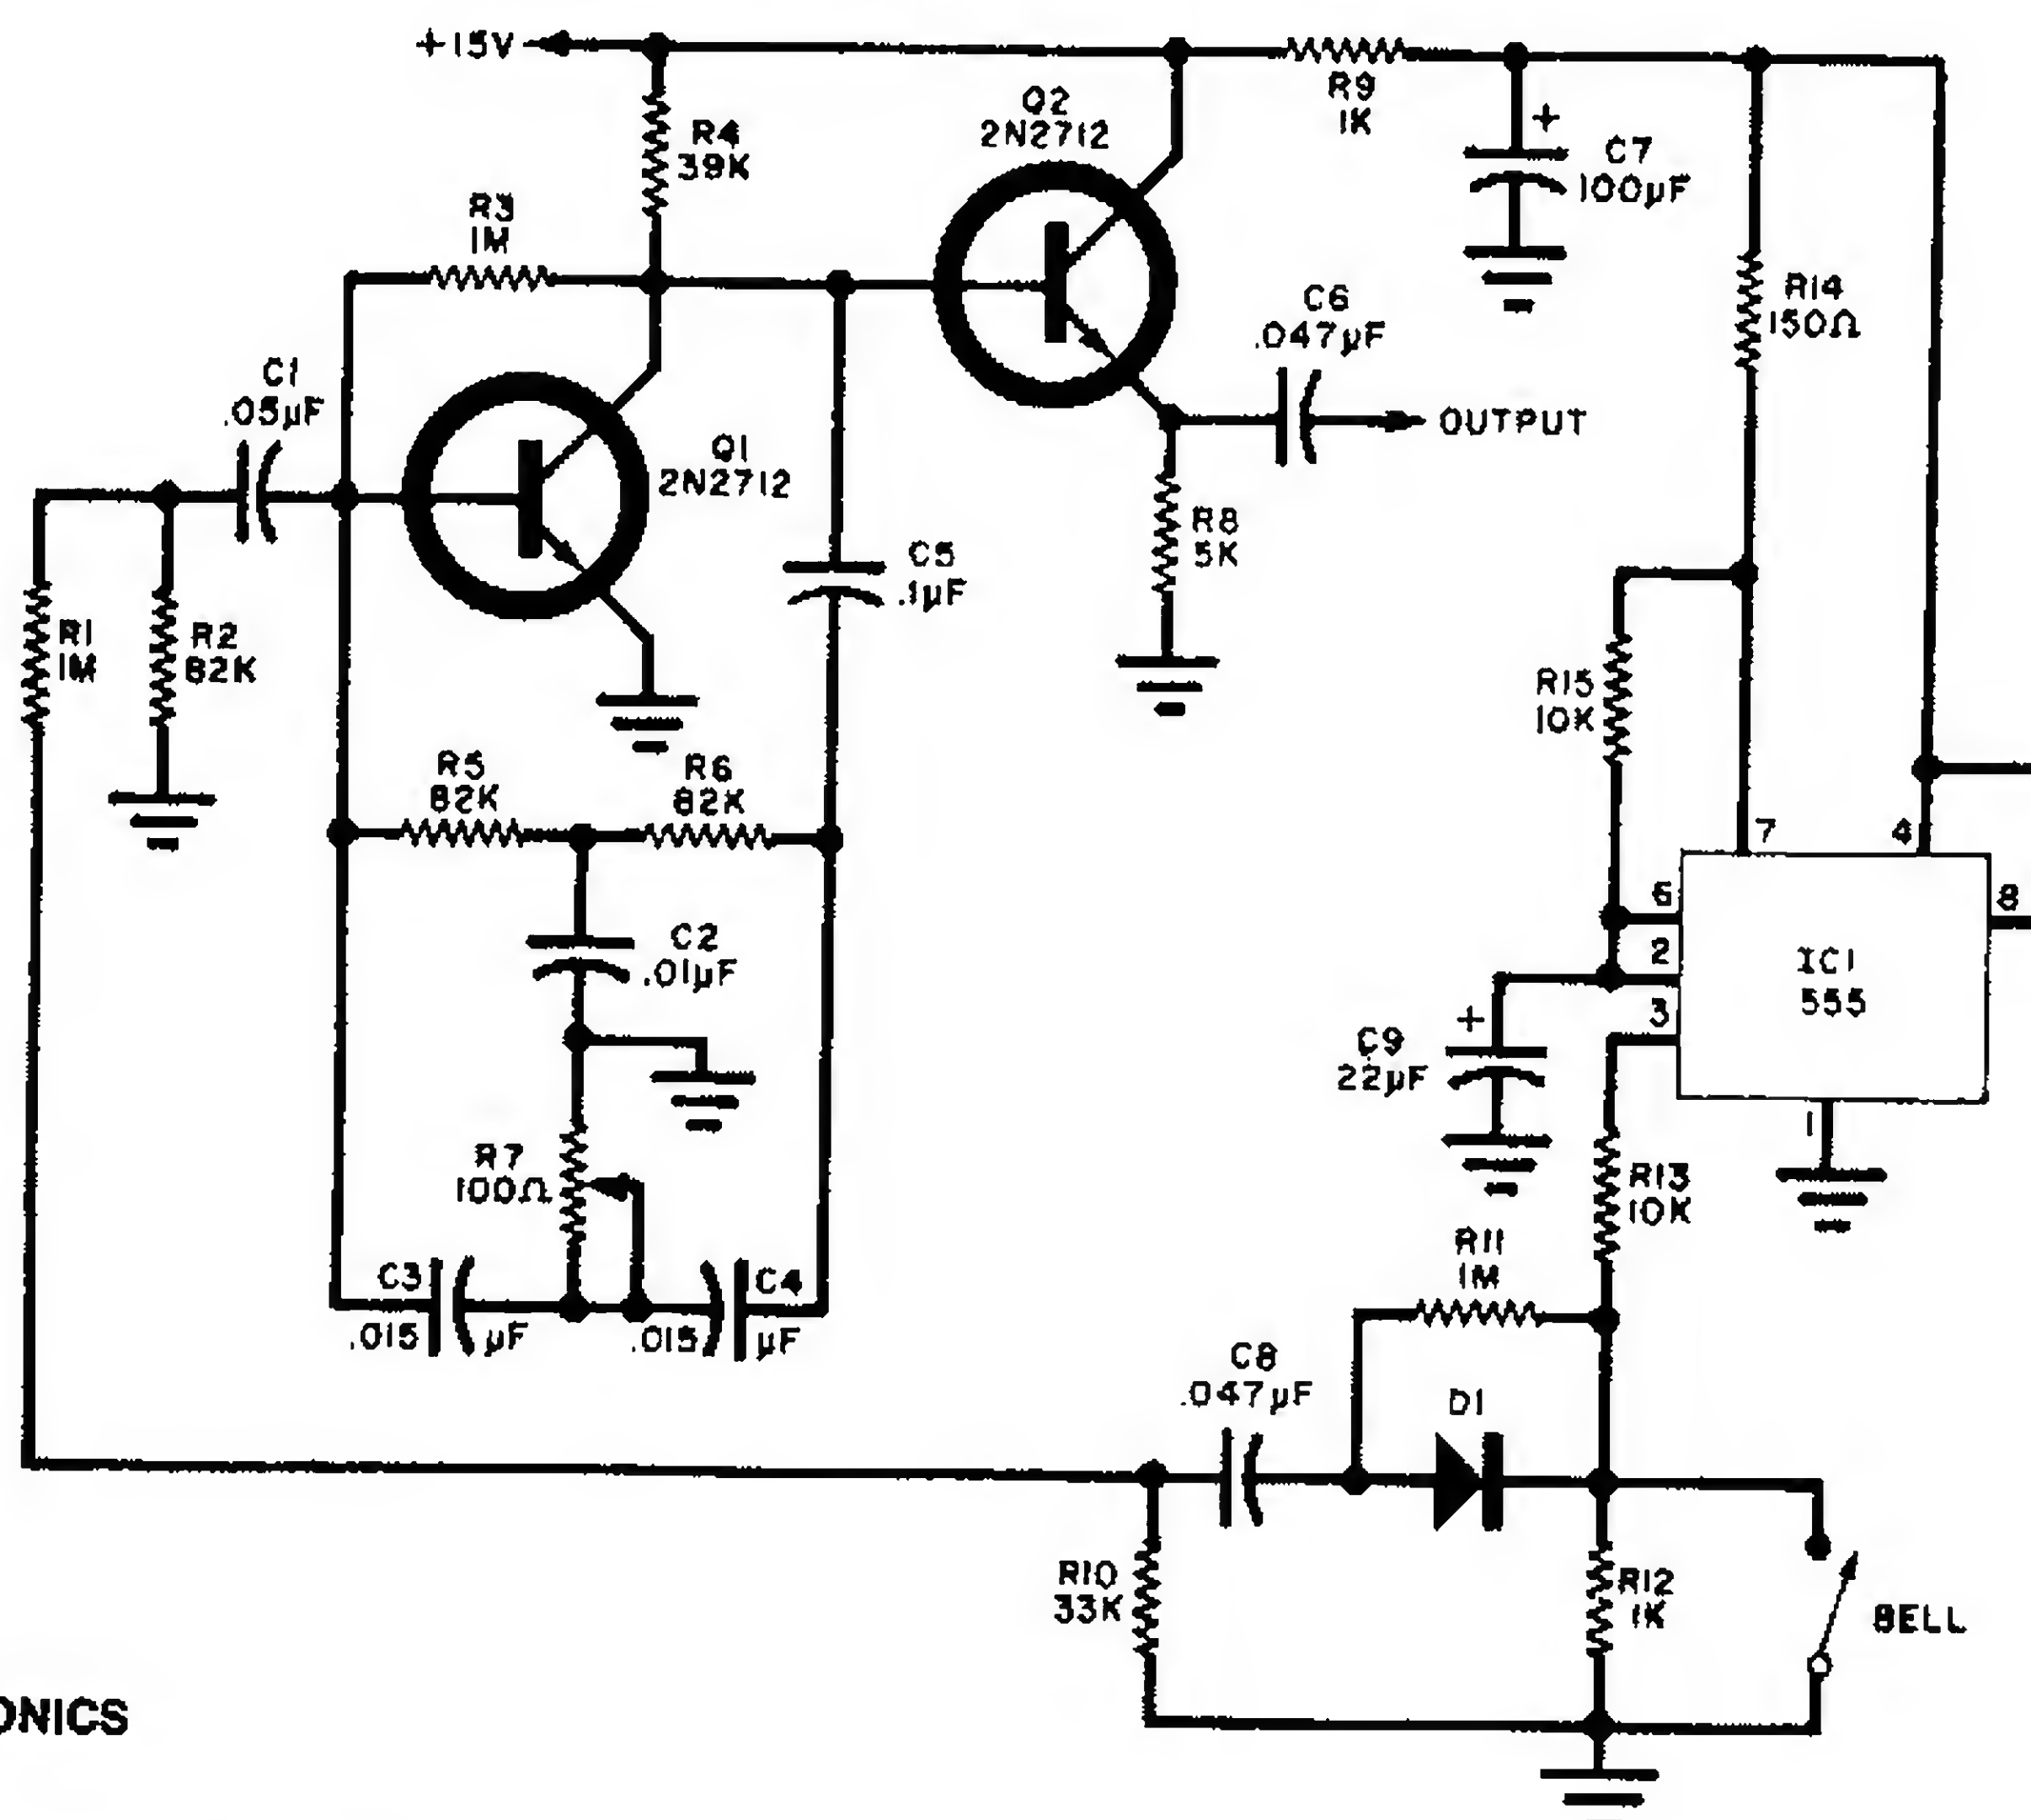 +15V
R4
39K
Q2
2N2712
R9
1K
+
C7
100µF
R3
1M
C6
.047µF
R14
150Ω
C1
.05µF
Q1
2N2712
OUTPUT
R8
5K
C5
.1µF
R1
1M
R2
82K
R15
10K
R5
82K
R6
82K
7
4
6
8
2
3
IC1
555
1
C2
.01µF
+
C9
22µF
R7
100Ω
R13
10K
R11
1M
C3
.015 µF
C4
.015 µF
C8
.047µF
D1
R10
33K
R12
1K
BELL
ONICS